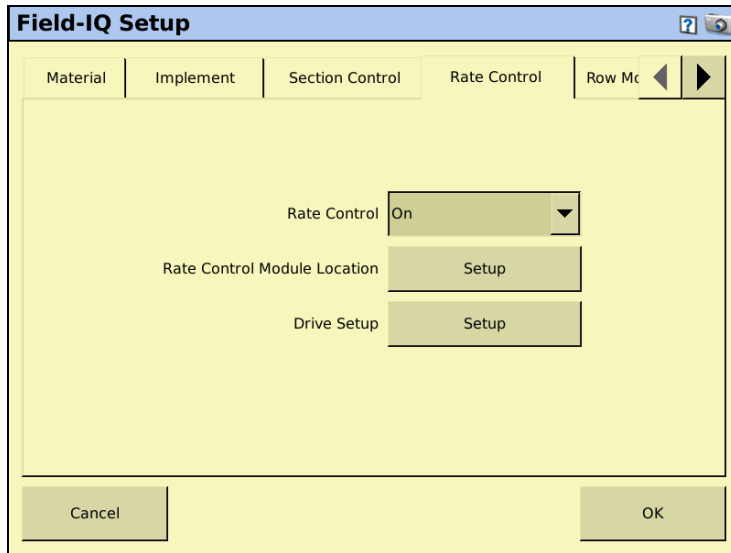 Field-IQ Setup
Material Implement Section Control Rate Control Row
Rate Control On
Rate Control Module Location Setup
Drive Setup Setup
Cancel OK